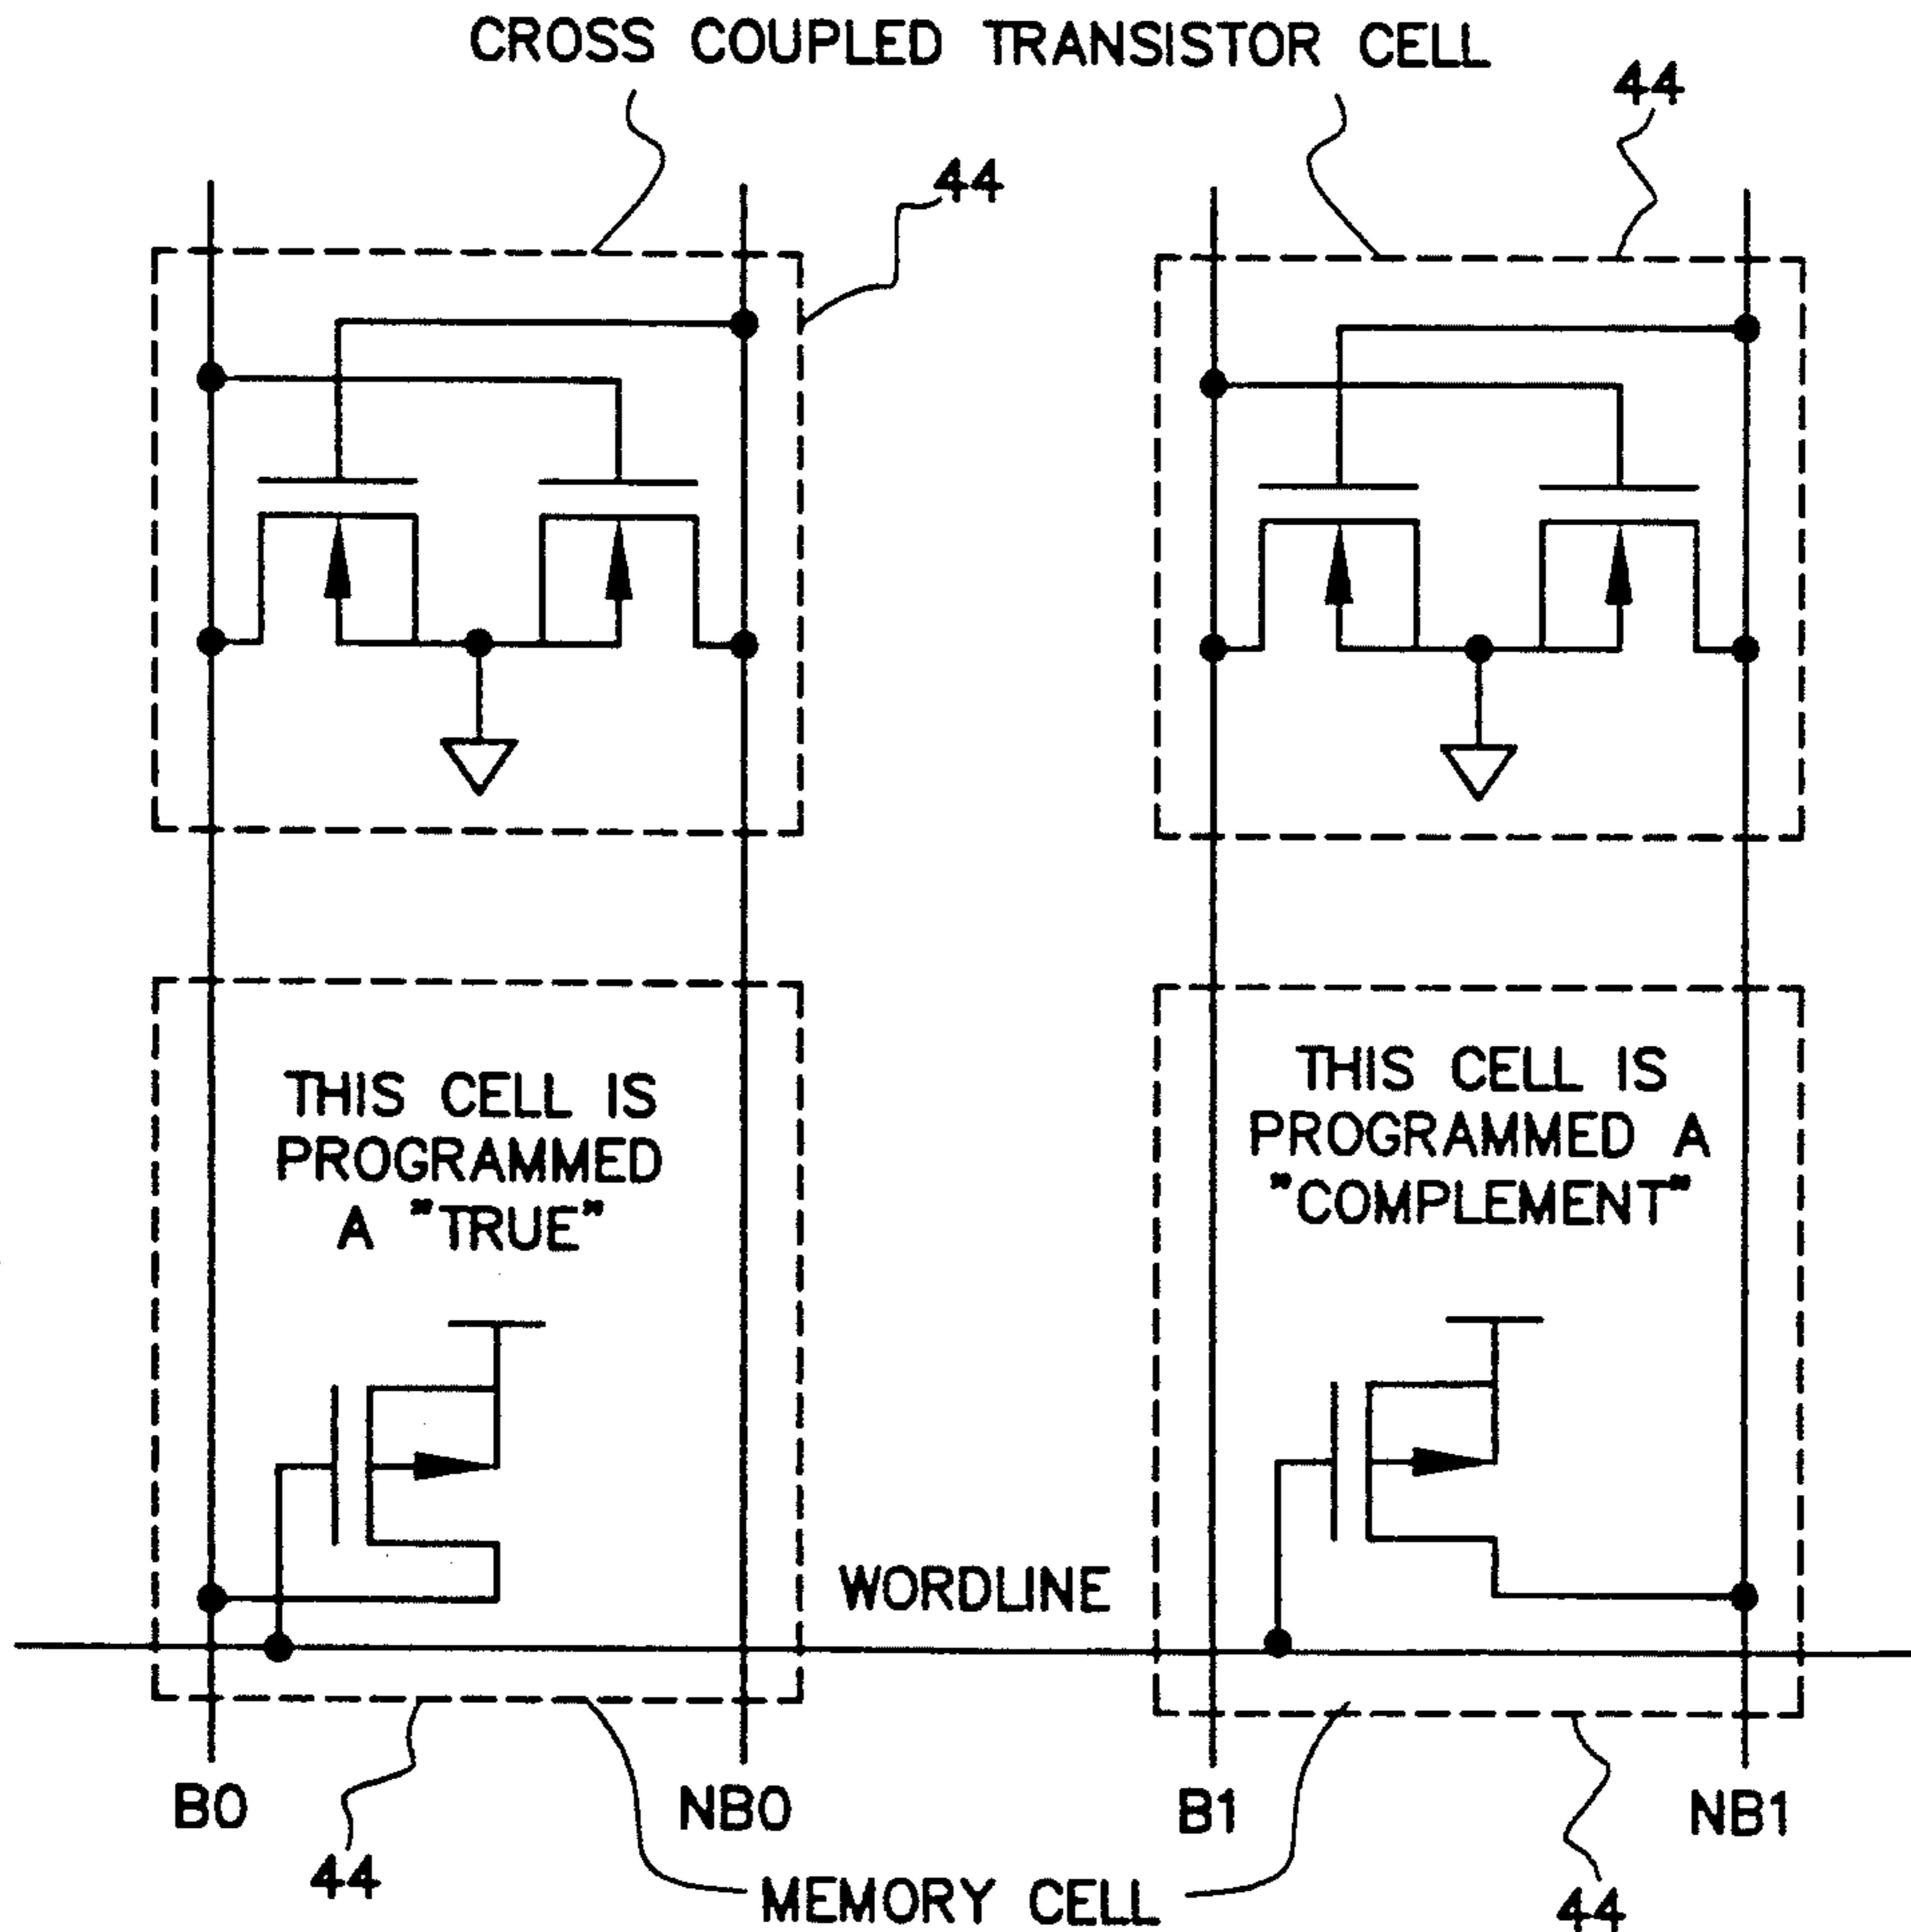 CROSS COUPLED TRANSISTOR CELL
44
44
THIS CELL IS
PROGRAMMED
A "TRUE"
THIS CELL IS
PROGRAMMED A
"COMPLEMENT"
WORDLINE
B0
NB0
B1
NB1
44
MEMORY CELL
44